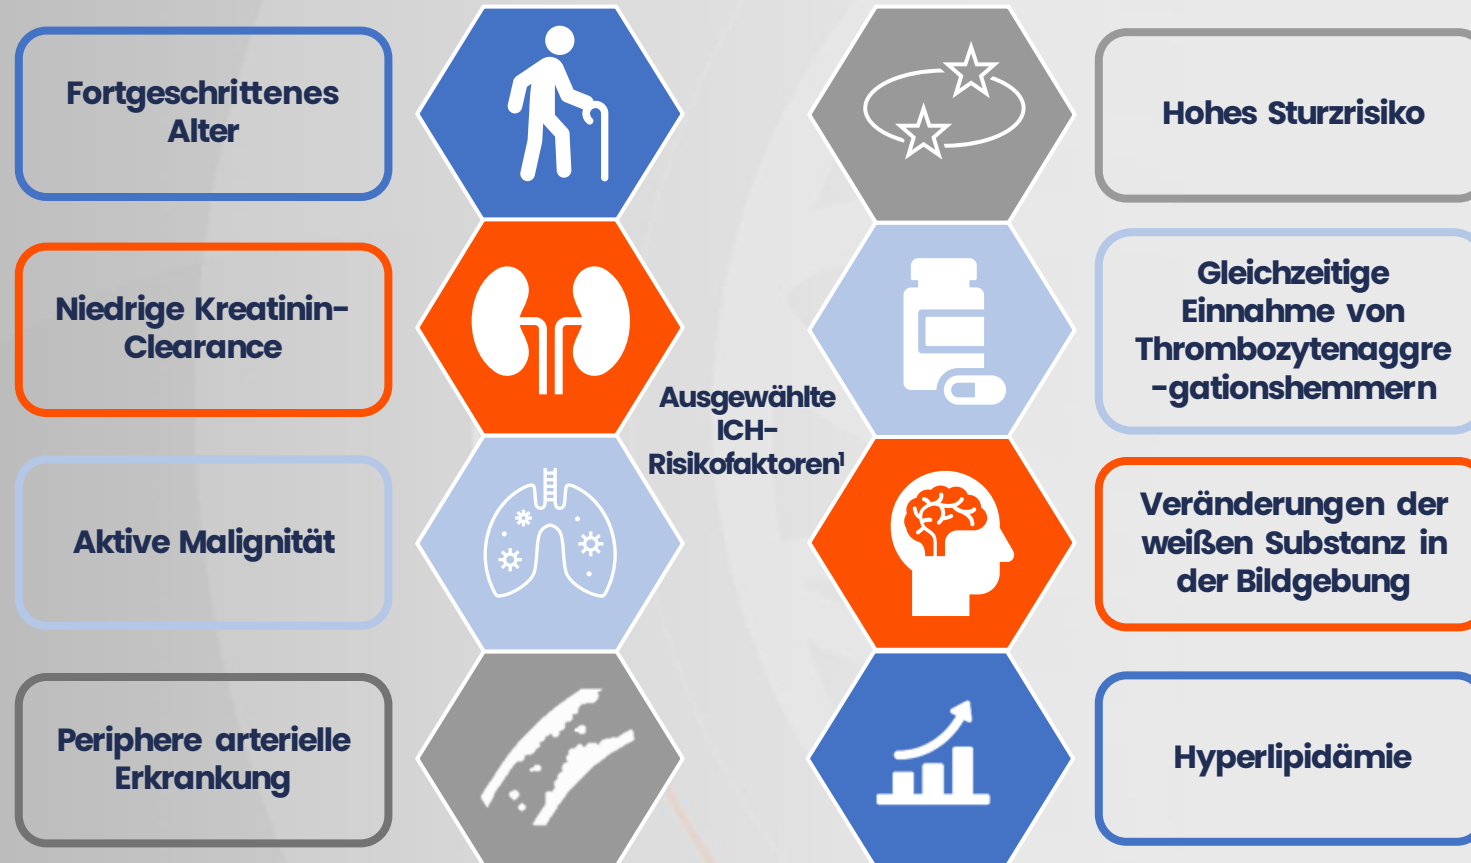 Fortgeschrittenes
Alter
Niedrige Kreatinin-
Clearance
Aktive Malignität
Periphere arterielle
Erkrankung
Ausgewählte
ICH-
Risikofaktoren¹
Hohes Sturzrisiko
Gleichzeitige
Einnahme von
Thrombozytenaggre
-gationshemmern
Veränderungen der
weißen Substanz in
der Bildgebung
Hyperlipidämie